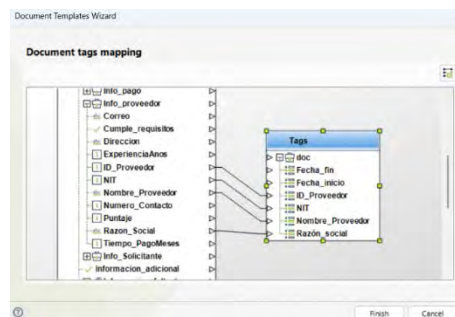 Document Templates Wizard
Document tags mapping
Info_pago
Info_proveedor
Correo
Cumple_requisitos
Direccion
ExperienciaAnos
ID_Proveedor
NIT
Nombre_Proveedor
Numero_Contacto
Puntaje
Razon_Social
Tiempo_PagoMeses
Info_Solicitante
Informacion_adicional
Tags
doc
Fecha_fin
Fecha_inicio
ID_Proveedor
NIT
Nombre_Proveedor
Razón_social
Finish
Cancel